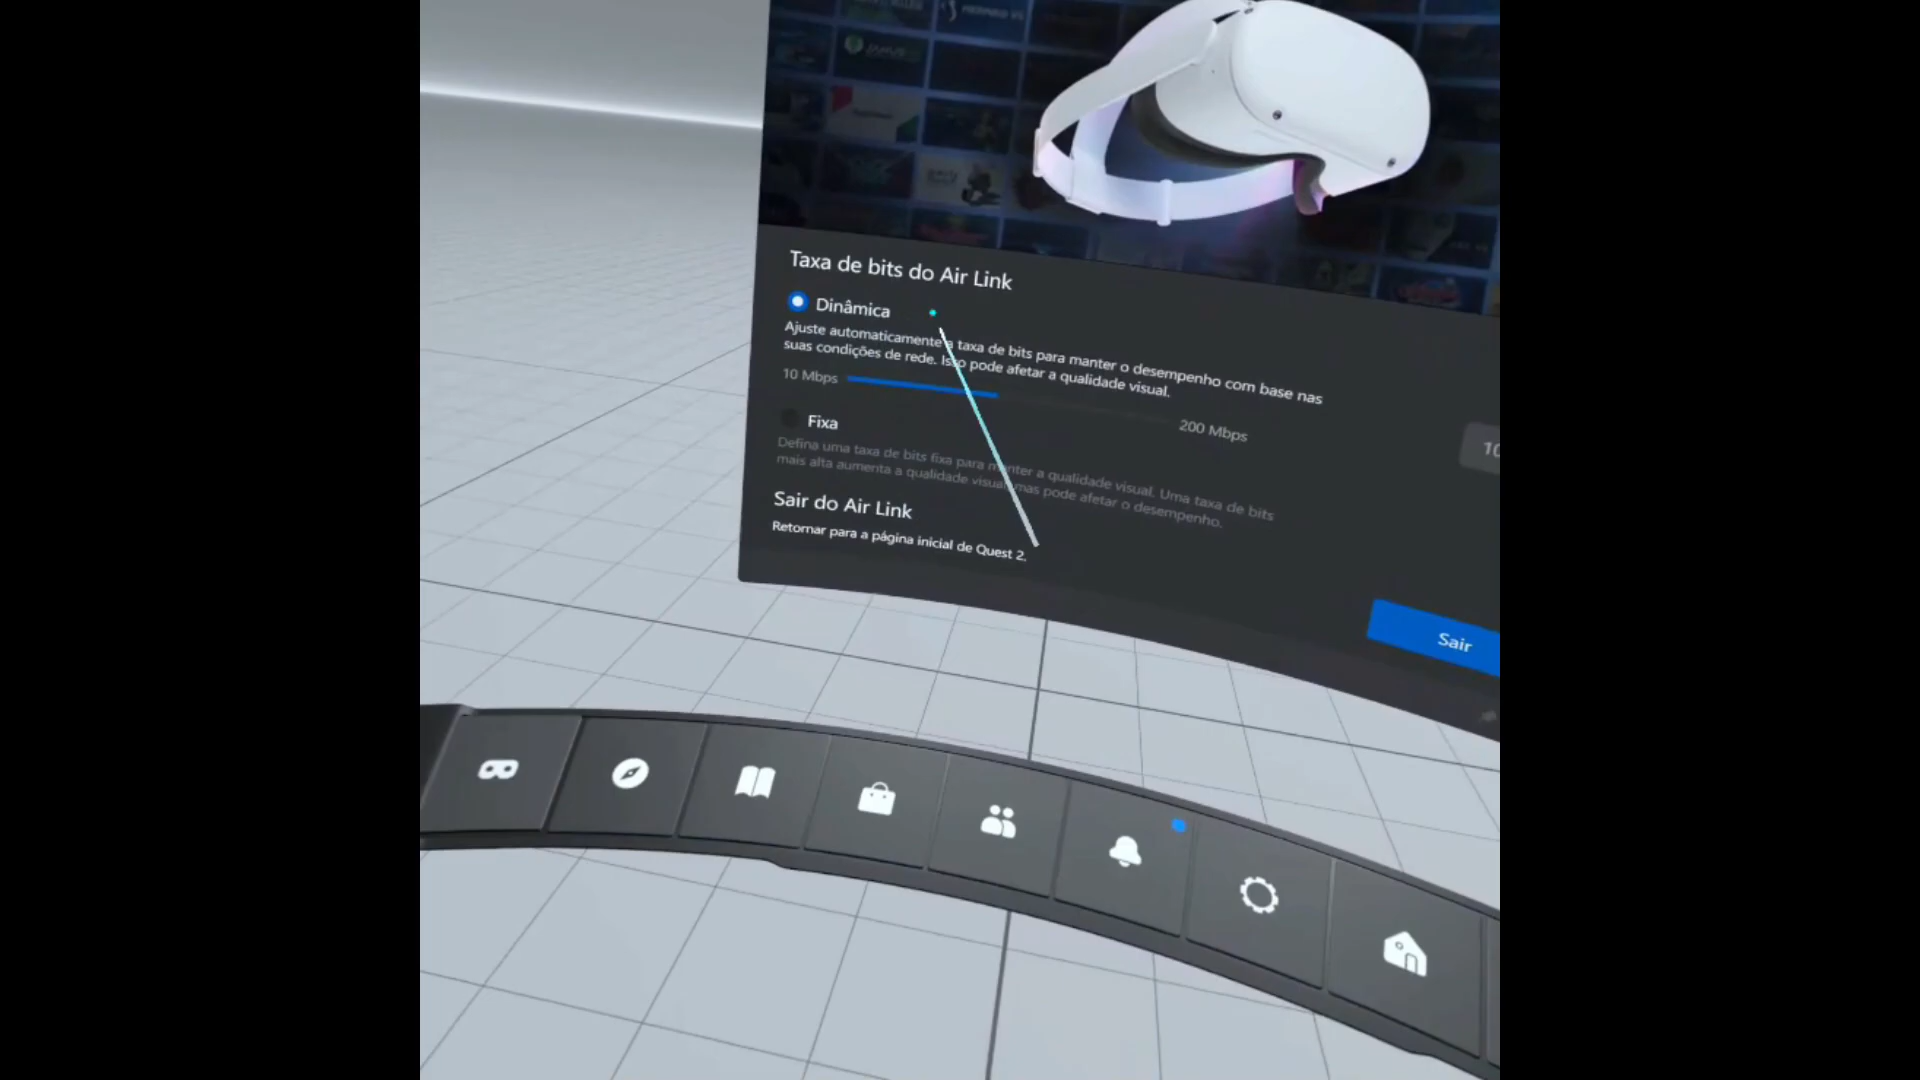 Taxa de bits do Air Link
Dinâmica
Ajuste automaticamente a taxa de bits para manter o desempenho com base nas
suas condições de rede. Isso pode afetar a qualidade visual.
10 Mbps
200 Mbps
10
Fixa
Defina uma taxa de bits fixa para manter a qualidade visual. Uma taxa de bits
mais alta aumenta a qualidade visual, mas pode afetar o desempenho.
Sair do Air Link
Retornar para a página inicial de Quest 2.
Sair